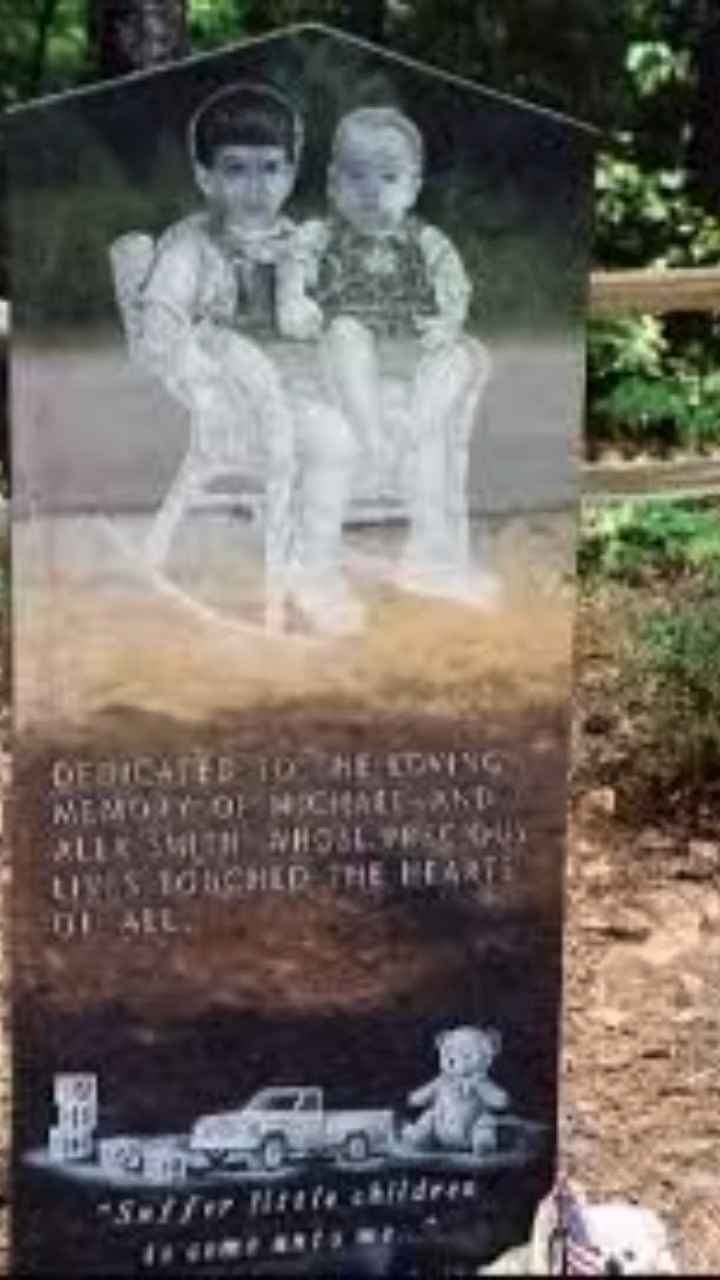 DEDICATED TO THE LOVING
MEMORY OF MICHAEL AND
ALEX SMITH WHOSE PRECIOUS
LIVES TOUCHED THE HEARTS
OF ALL.
"Suffer little children
to come unto me..."